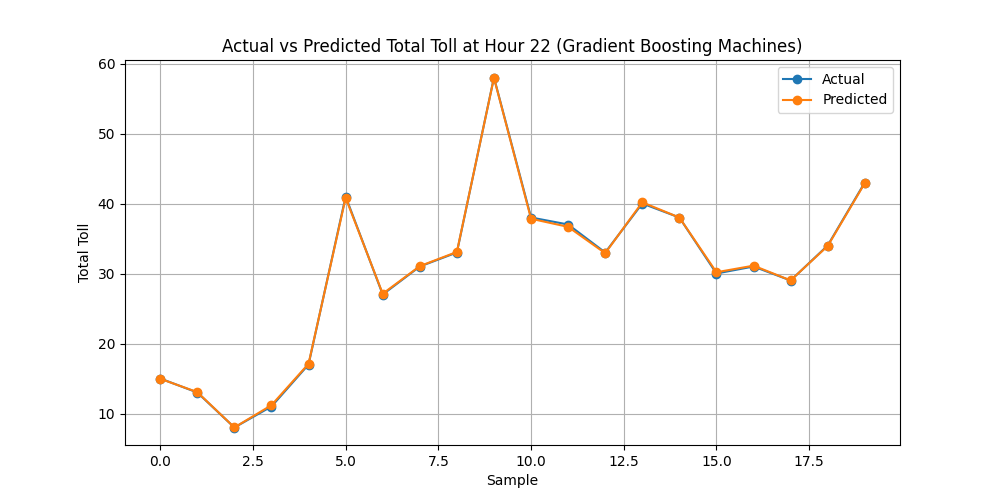 Actual vs Predicted Total Toll at Hour 22 (Gradient Boosting Machines)
Actual
Predicted
60
50
40
30
20
10
Total Toll
0.0 2.5 5.0 7.5 10.0 12.5 15.0 17.5
Sample